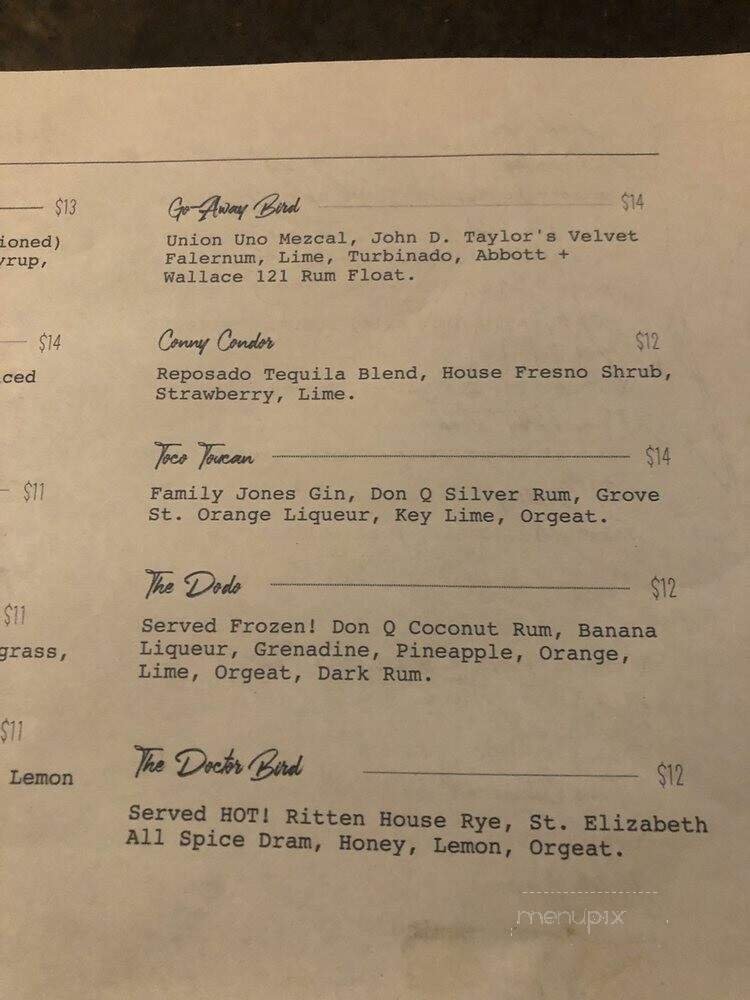 $13
Go-Away Bird $14
ioned)
Union Uno Mezcal, John D. Taylor's Velvet
yrup,
Falernum, Lime, Turbinado, Abbott +
Wallace 121 Rum Float.
$14
Conny Condor $12
ced
Reposado Tequila Blend, House Fresno Shrub,
Strawberry, Lime.
Toco Toucan $14
$11
Family Jones Gin, Don Q Silver Rum, Grove
St. Orange Liqueur, Key Lime, Orgeat.
The Dodo $12
$11
Served Frozen! Don Q Coconut Rum, Banana
grass,
Liqueur, Grenadine, Pineapple, Orange,
Lime, Orgeat, Dark Rum.
$11
The Doctor Bird $12
Lemon
Served HOT! Ritten House Rye, St. Elizabeth
All Spice Dram, Honey, Lemon, Orgeat.
menupix